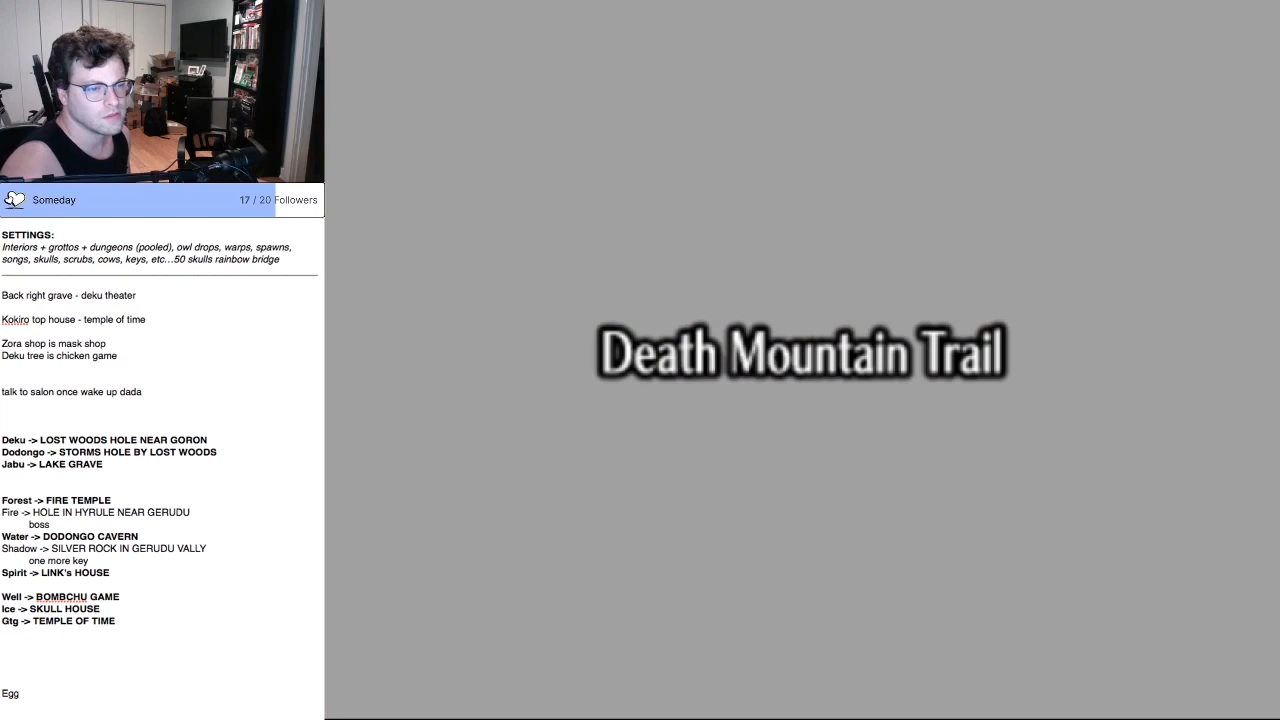 Someday
17 / 20 Followers
SETTINGS:
Interiors + grottos + dungeons (pooled), owl drops, warps, spawns,
songs, skulls, scrubs, cows, keys, etc...50 skulls rainbow bridge
Back right grave - deku theater
Kokiro top house - temple of time
Zora shop is mask shop
Deku tree is chicken game
talk to salon once wake up dada
Deku -> LOST WOODS HOLE NEAR GORON
Dodongo -> STORMS HOLE BY LOST WOODS
Jabu -> LAKE GRAVE
Forest -> FIRE TEMPLE
Fire -> HOLE IN HYRULE NEAR GERUDU
boss
Water -> DODONGO CAVERN
Shadow -> SILVER ROCK IN GERUDU VALLY
one more key
Spirit -> LINK's HOUSE
Well -> BOMBCHU GAME
Ice -> SKULL HOUSE
Gtg -> TEMPLE OF TIME
Egg
Death Mountain Trail